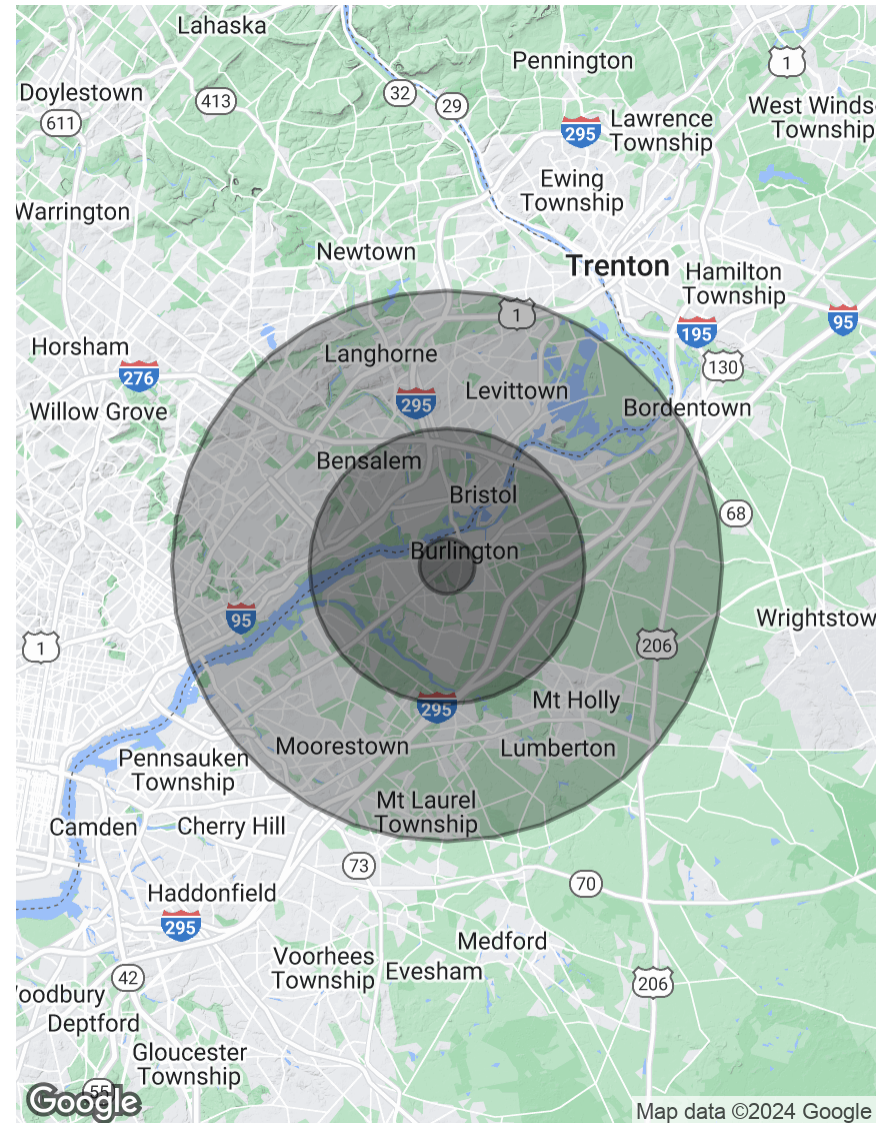 Lahaska
Pennington
1
Doylestown
413
32
29
611
295
Lawrence
Township
West Winds-
Township
Ewing
Township
Warrington
Newtown
Trenton
Hamilton
Township
1
195
95
Horsham
Langhorne
276
130
Levittown
295
Willow Grove
Bordentown
Bensalem
Bristol
68
Burlington
95
Wrightstow
1
206
Mt Holly
295
Moorestown
Lumberton
Pennsauken
Township
Mt Laurel
Township
Camden
Cherry Hill
73
70
Haddonfield
295
Medford
Voorhees
Township
Evesham
42
206
Voodbury
Deptford
Gloucester
Township
55
Google
Map data ©2024 Google